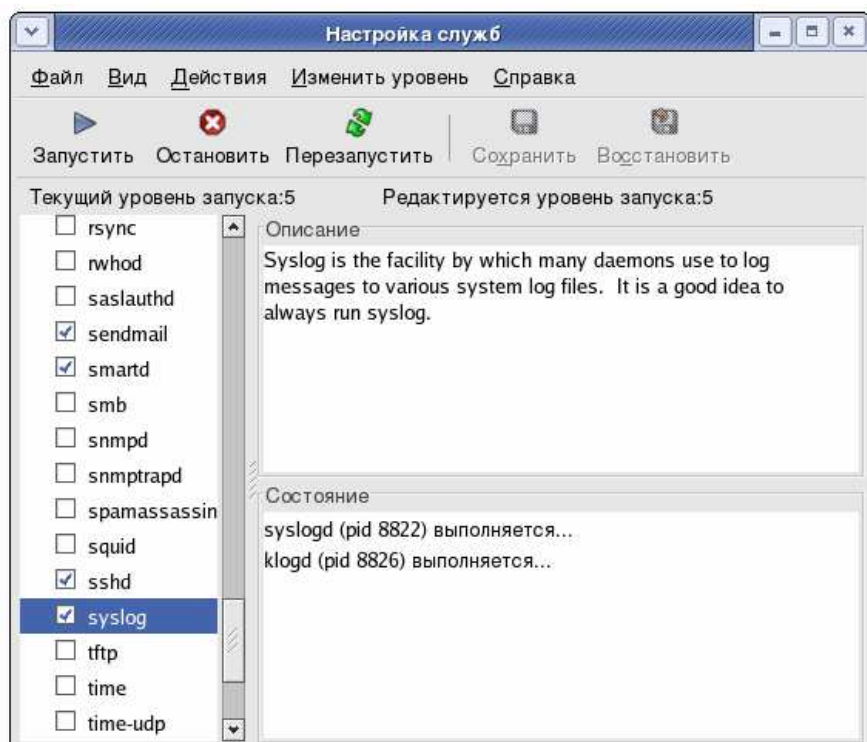 Настройка служб
Файл Вид Действия Изменить уровень Справка
Запустить Остановить Перезапустить Сохранить Восстановить
Текущий уровень запуска:5 Редактируется уровень запуска:5
rsync
rwhod
saslauthd
sendmail
smartd
smb
snmpd
snmptrapd
spamassassin
squid
sshd
syslog
tftp
time
time-udp
Описание
Syslog is the facility by which many daemons use to log
messages to various system log files. It is a good idea to
always run syslog.
Состояние
syslogd (pid 8822) выполняется...
klogd (pid 8826) выполняется...